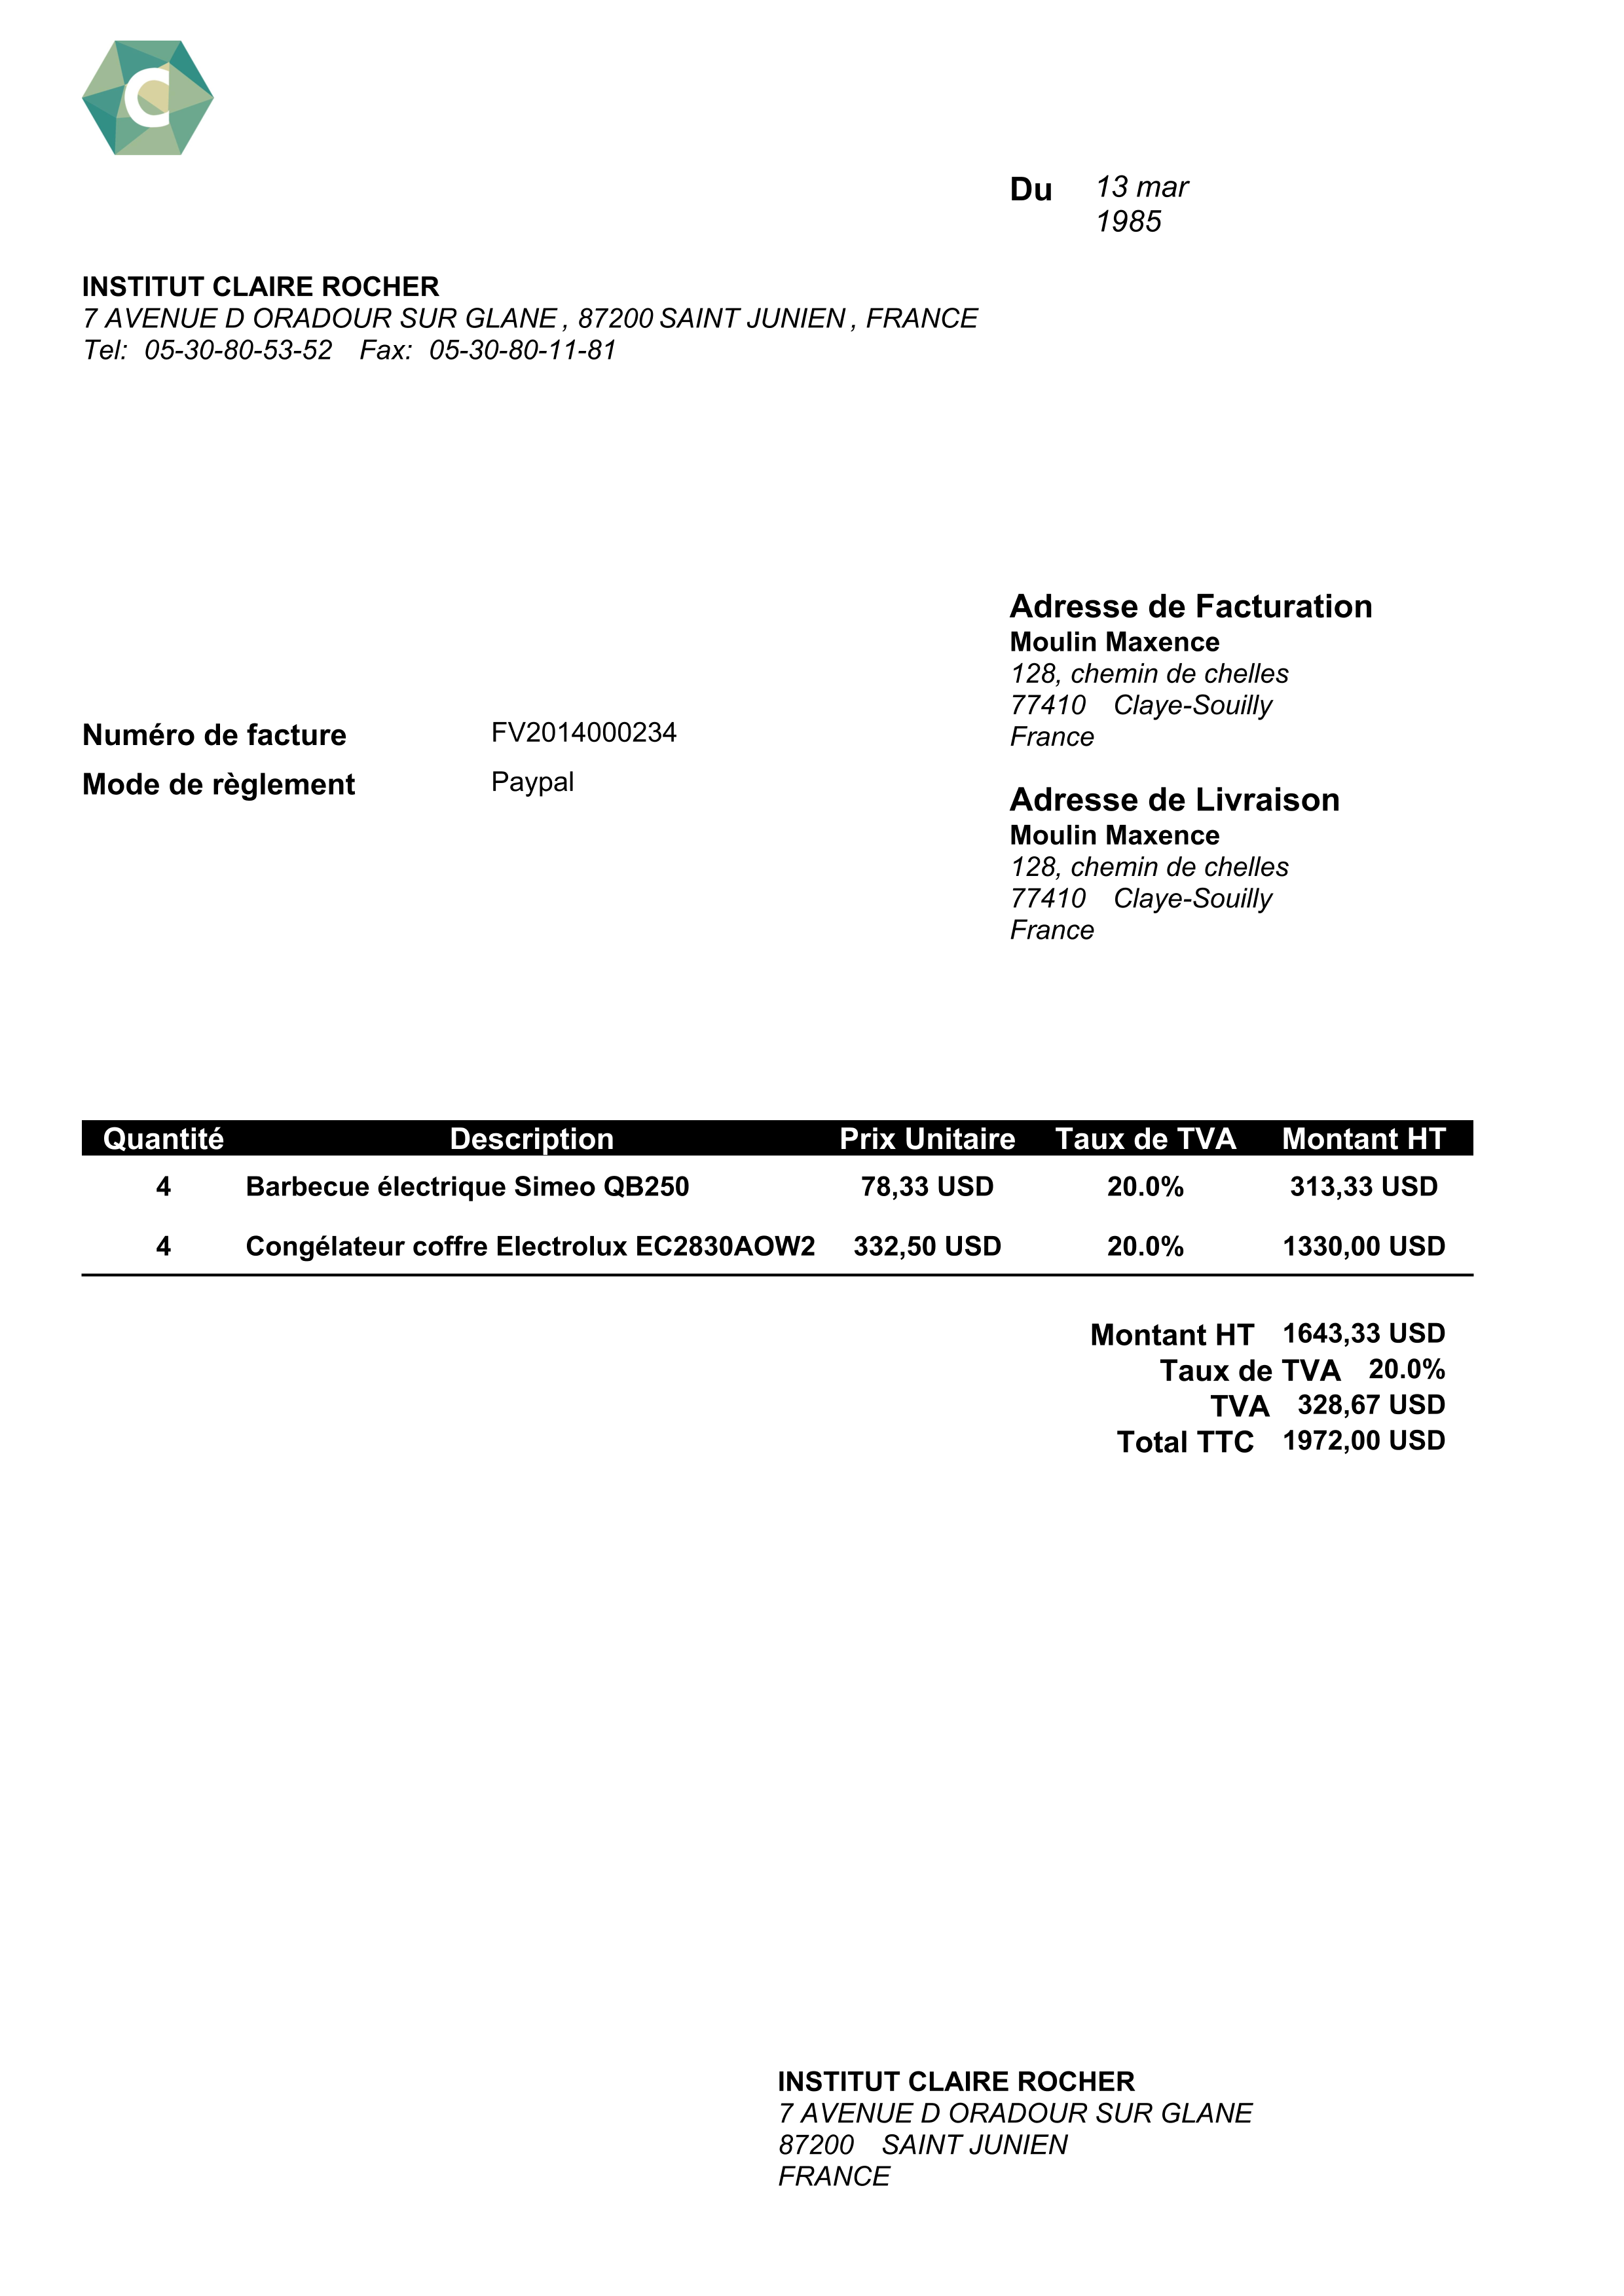 C
Du 13 mar
1985
INSTITUT CLAIRE ROCHER
7 AVENUE D ORADOUR SUR GLANE , 87200 SAINT JUNIEN , FRANCE
Tel: 05-30-80-53-52 Fax: 05-30-80-11-81
Adresse de Facturation
Moulin Maxence
128, chemin de chelles
77410 Claye-Souilly
France
Numéro de facture FV2014000234
Mode de règlement Paypal
Adresse de Livraison
Moulin Maxence
128, chemin de chelles
77410 Claye-Souilly
France
Quantité Description Prix Unitaire Taux de TVA Montant HT
4 Barbecue électrique Simeo QB250 78,33 USD 20.0% 313,33 USD
4 Congélateur coffre Electrolux EC2830AOW2 332,50 USD 20.0% 1330,00 USD
Montant HT 1643,33 USD
Taux de TVA 20.0%
TVA 328,67 USD
Total TTC 1972,00 USD
INSTITUT CLAIRE ROCHER
7 AVENUE D ORADOUR SUR GLANE
87200 SAINT JUNIEN
FRANCE